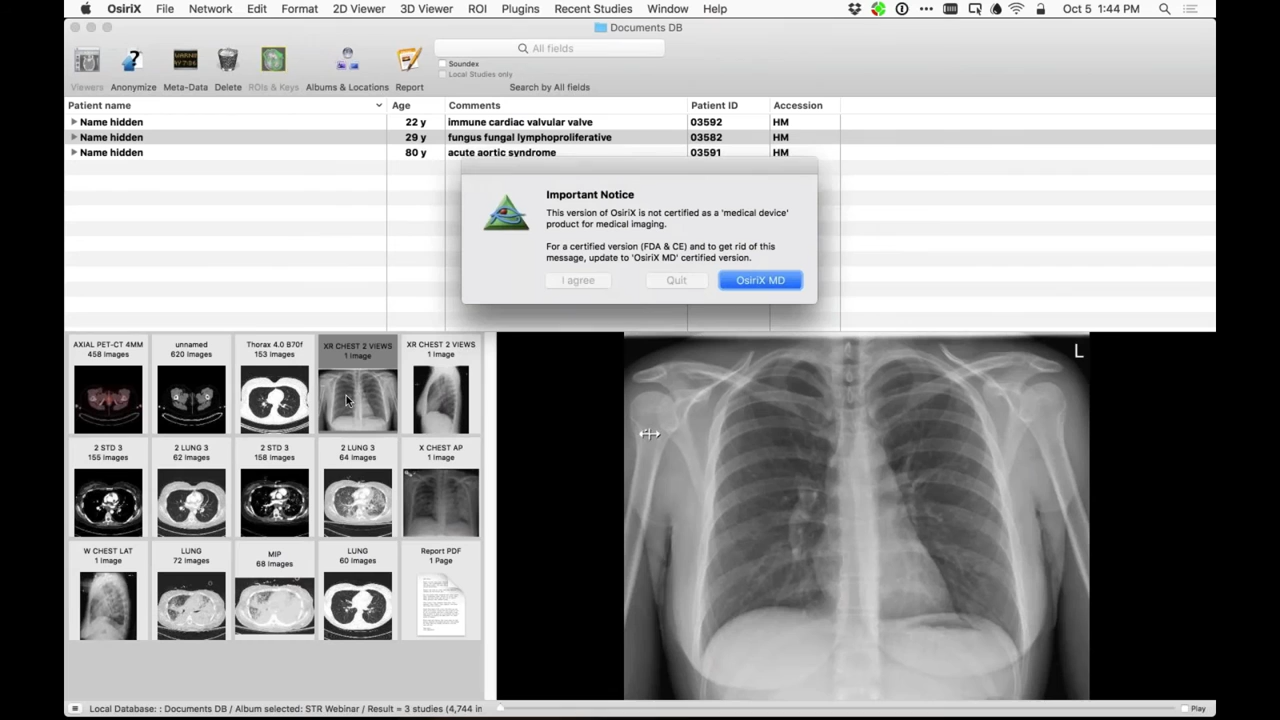 OsiriX File Network Edit Format 2D Viewer 3D Viewer ROI Plugins Recent Studies Window Help Oct 5 1:44 PM
Documents DB
All fields
Soundex
Local Studies only
Viewers Anonymize Meta-Data Delete ROIs & Keys Albums & Locations Report Search by All fields
Patient name Age Comments Patient ID Accession
Name hidden 22 y immune cardiac valvular valve 03592 HM
Name hidden 29 y fungus fungal lymphoproliferative 03582 HM
Name hidden 80 y acute aortic syndrome 03591 HM
Important Notice
This version of OsiriX is not certified as a 'medical device'
product for medical imaging.
For a certified version (FDA & CE) and to get rid of this
message, update to 'OsiriX MD' certified version.
I agree Quit OsiriX MD
AXIAL PET-CT 4MM unnamed Thorax 4.0 B70f XR CHEST 2 VIEWS XR CHEST 2 VIEWS
458 Images 620 Images 153 Images 1 Image 1 Image
L
2 STD 3 2 LUNG 3 2 STD 3 2 LUNG 3 X CHEST AP
155 Images 62 Images 158 Images 64 Images 1 Image
W CHEST LAT LUNG MIP LUNG Report PDF
1 Image 72 Images 68 Images 60 Images 1 Page
Local Database: : Documents DB / Album selected: STR Webinar / Result = 3 studies (4,744 in Play